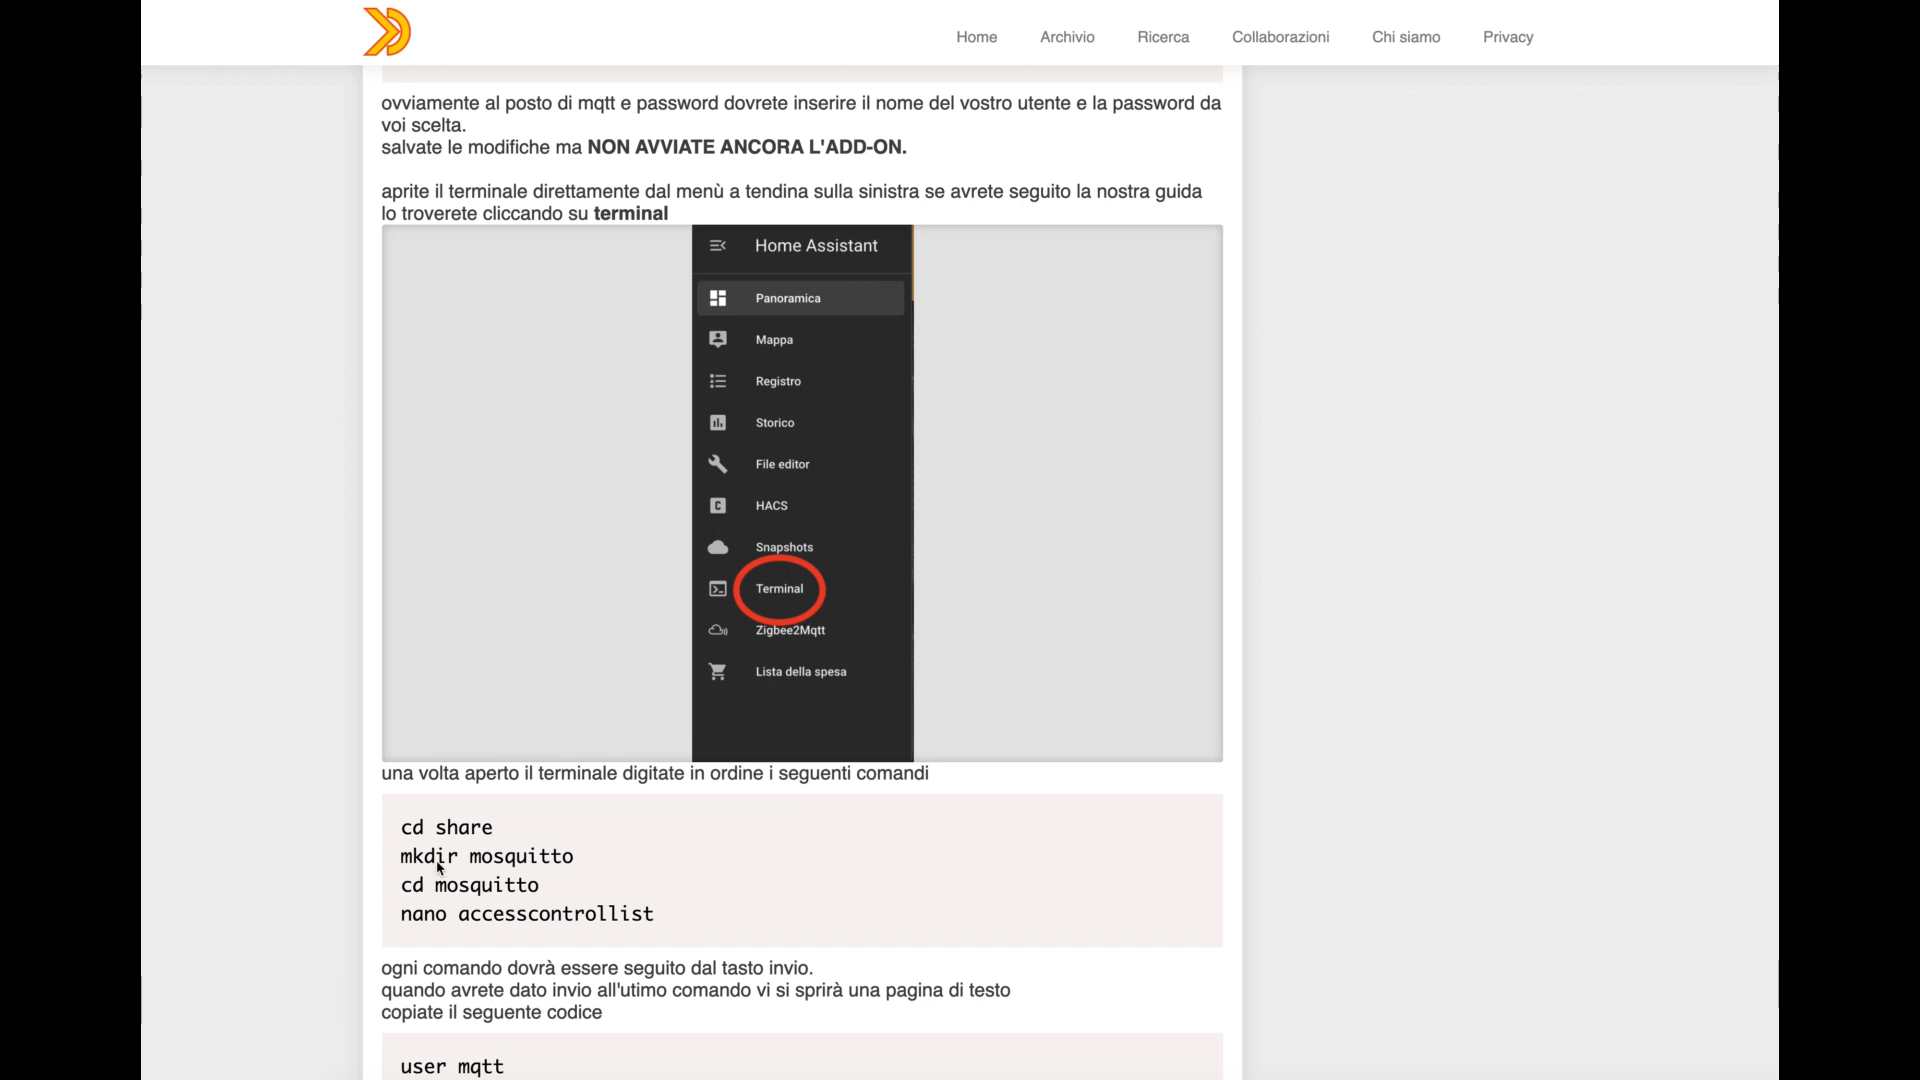 Home Archivio Ricerca Collaborazioni Chi siamo Privacy
ovviamente al posto di mqtt e password dovrete inserire il nome del vostro utente e la password da
voi scelta.
salvate le modifiche ma NON AVVIATE ANCORA L'ADD-ON.
aprite il terminale direttamente dal menù a tendina sulla sinistra se avrete seguito la nostra guida
lo troverete cliccando su terminal
Home Assistant
Panoramica
Mappa
Registro
Storico
File editor
HACS
Snapshots
Terminal
Zigbee2Mqtt
Lista della spesa
una volta aperto il terminale digitate in ordine i seguenti comandi
cd share
mkdir mosquitto
cd mosquitto
nano accesscontrollist
ogni comando dovrà essere seguito dal tasto invio.
quando avrete dato invio all'utimo comando vi si sprirà una pagina di testo
copiate il seguente codice
user mqtt